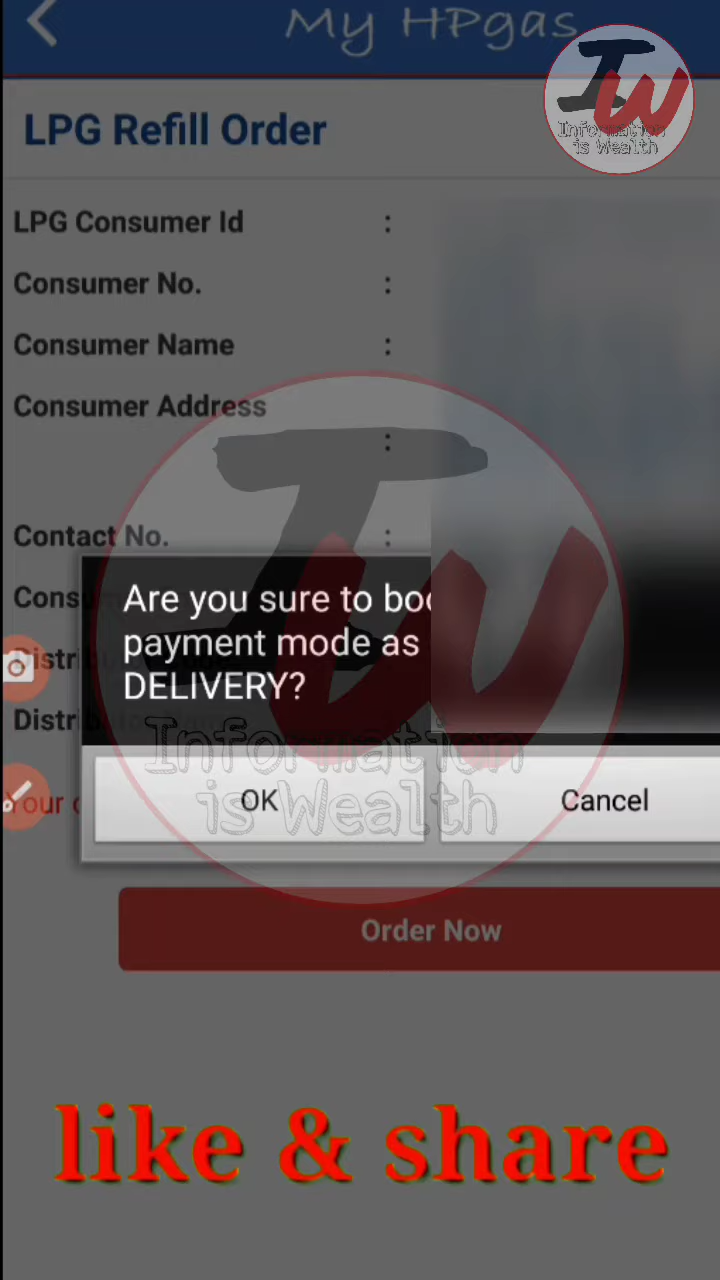 My HPgas
IW
Information
is Wealth
LPG Refill Order
LPG Consumer Id :
Consumer No. :
Consumer Name :
Consumer Address
:
Contact No. :
Are you sure to
payment mode as
DELIVERY?
Information
is Wealth
OK Cancel
Order Now
like & share